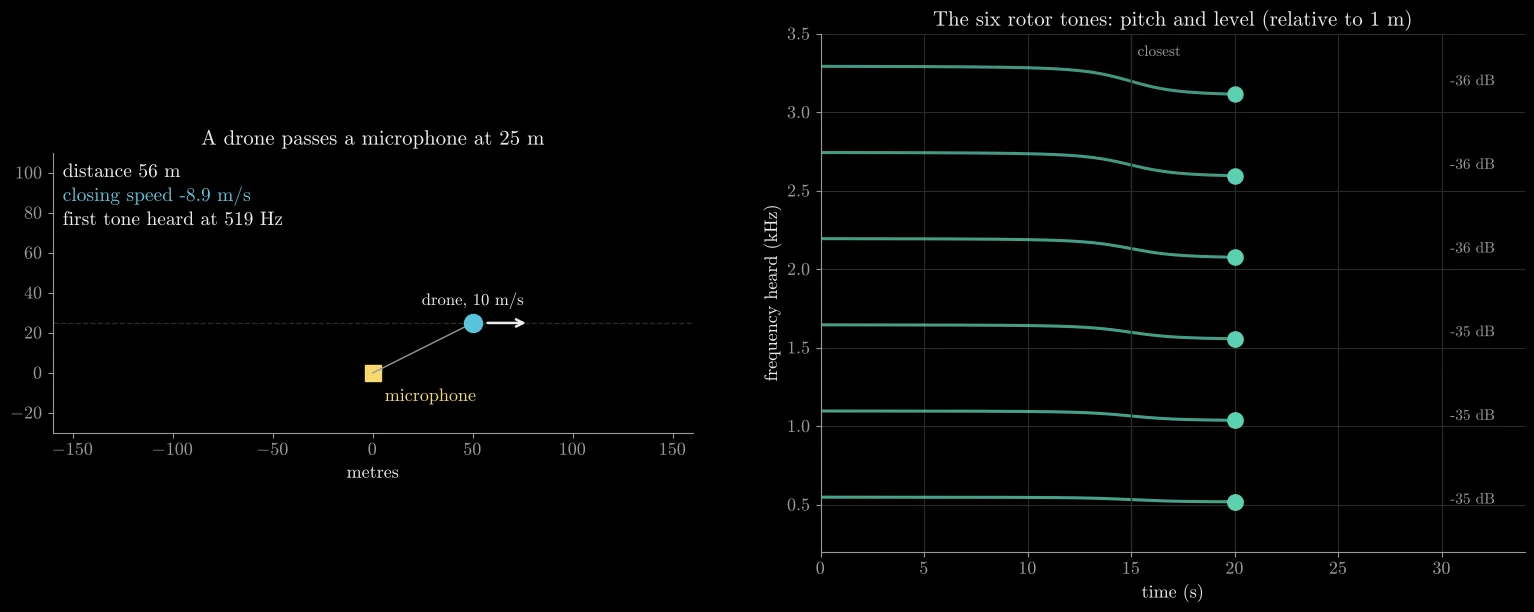 A drone passes a microphone at 25 m
distance 56 m
closing speed -8.9 m/s
first tone heard at 519 Hz
100
80
60
40
20
0
−20
drone, 10 m/s
microphone
−150
−100
−50
0
50
100
150
metres
The six rotor tones: pitch and level (relative to 1 m)
closest
3.5
3.0
2.5
2.0
1.5
1.0
0.5
frequency heard (kHz)
-36 dB
-36 dB
-36 dB
-35 dB
-35 dB
-35 dB
0
5
10
15
20
25
30
time (s)